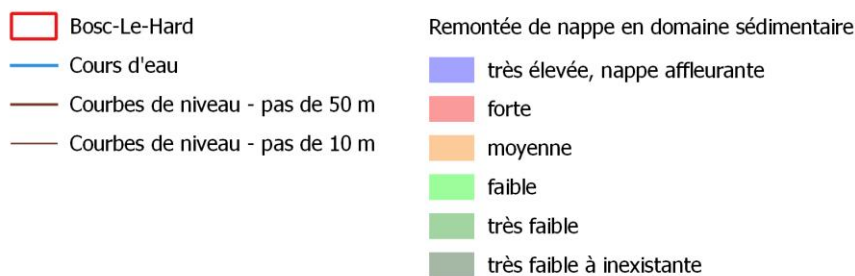 Bosc-Le-Hard
Cours d'eau
Courbes de niveau - pas de 50 m
Courbes de niveau - pas de 10 m
Remontée de nappe en domaine sédimentaire
très élevée, nappe affleurante
forte
moyenne
faible
très faible
très faible à inexistante